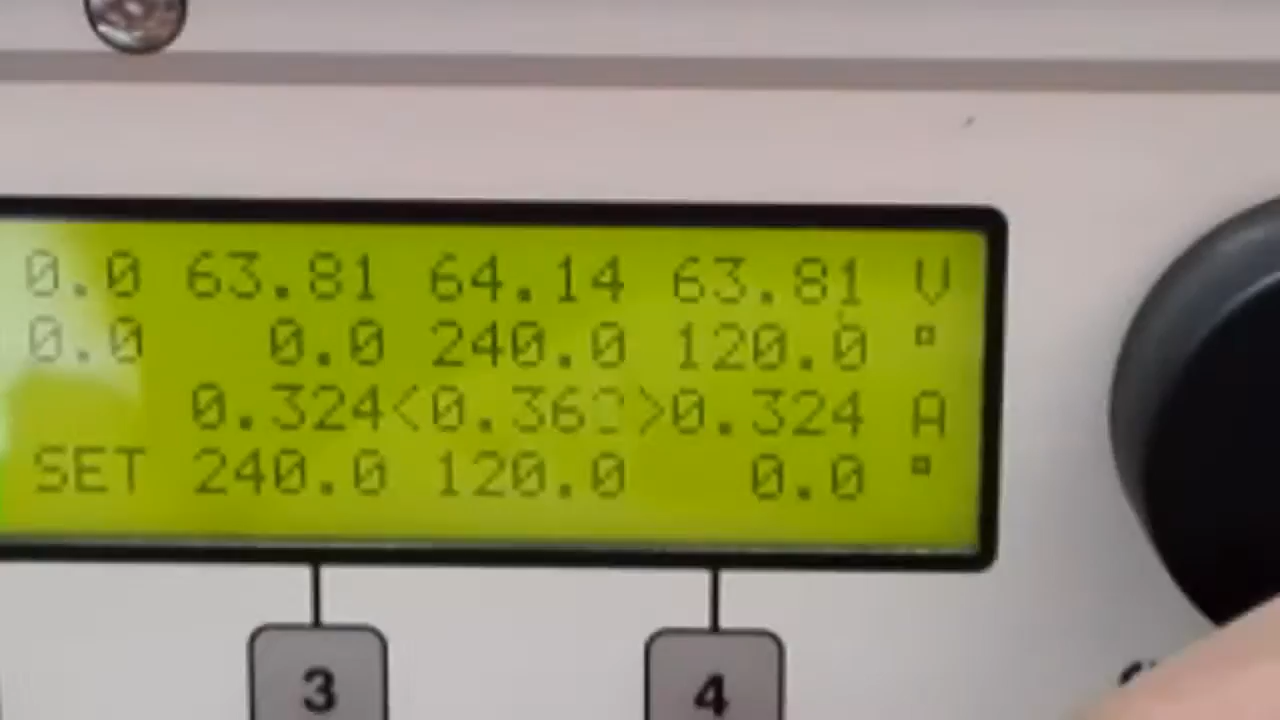 0.0 63.81 64.14 63.81 V
0.0 0.0 240.0 120.0 °
0.324< >0.324 A
SET 240.0 120.0 0.0 °
3 4